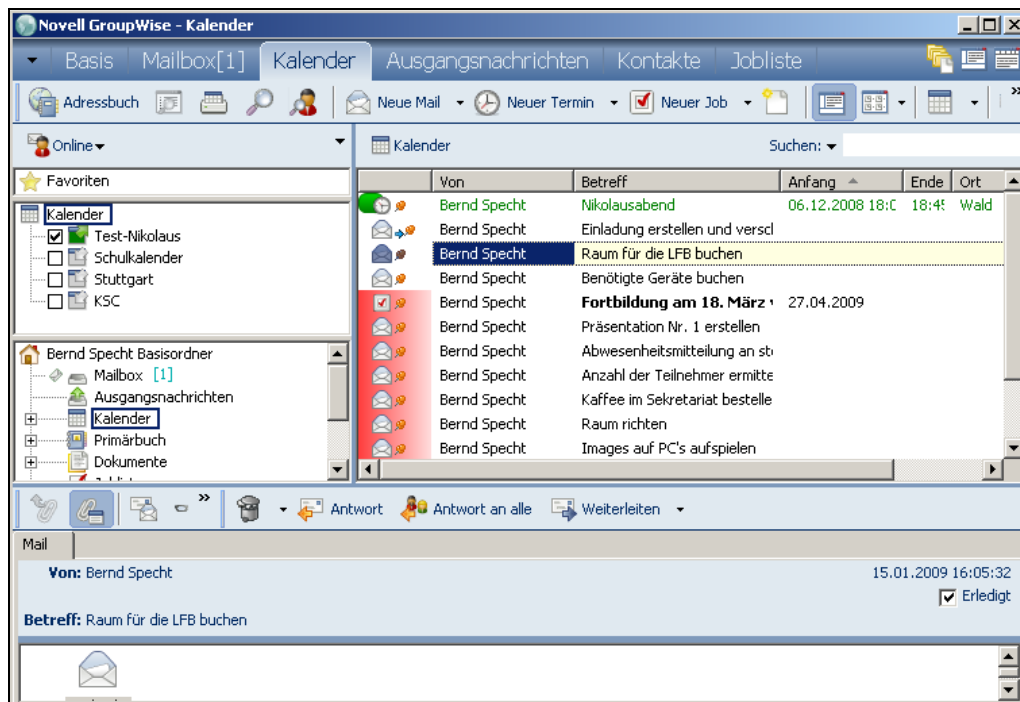 Novell GroupWise - Kalender
Basis Mailbox[1] Kalender Ausgangsnachrichten Kontakte Jobliste
Adressbuch Neue Mail Neuer Termin Neuer Job
Online
Kalender Suchen:
Favoriten
Kalender
Test-Nikolaus
Schulkalender
Stuttgart
KSC
Bernd Specht Basisordner
Mailbox [1]
Ausgangsnachrichten
Kalender
Primärbuch
Dokumente
Von Betreff Anfang Ende Ort
Bernd Specht Nikolausabend 06.12.2008 18:0 18:45 Wald
Bernd Specht Einladung erstellen und verscl
Bernd Specht Raum für die LFB buchen
Bernd Specht Benötigte Geräte buchen
Bernd Specht Fortbildung am 18. März 27.04.2009
Bernd Specht Präsentation Nr. 1 erstellen
Bernd Specht Abwesenheitsmitteilung an
Bernd Specht Anzahl der Teilnehmer ermitte
Bernd Specht Kaffee im Sekretariat bestelle
Bernd Specht Raum richten
Bernd Specht Images auf PC's aufspielen
Antwort Antwort an alle Weiterleiten
Mail
Von: Bernd Specht 15.01.2009 16:05:32
Erledigt
Betreff: Raum für die LFB buchen